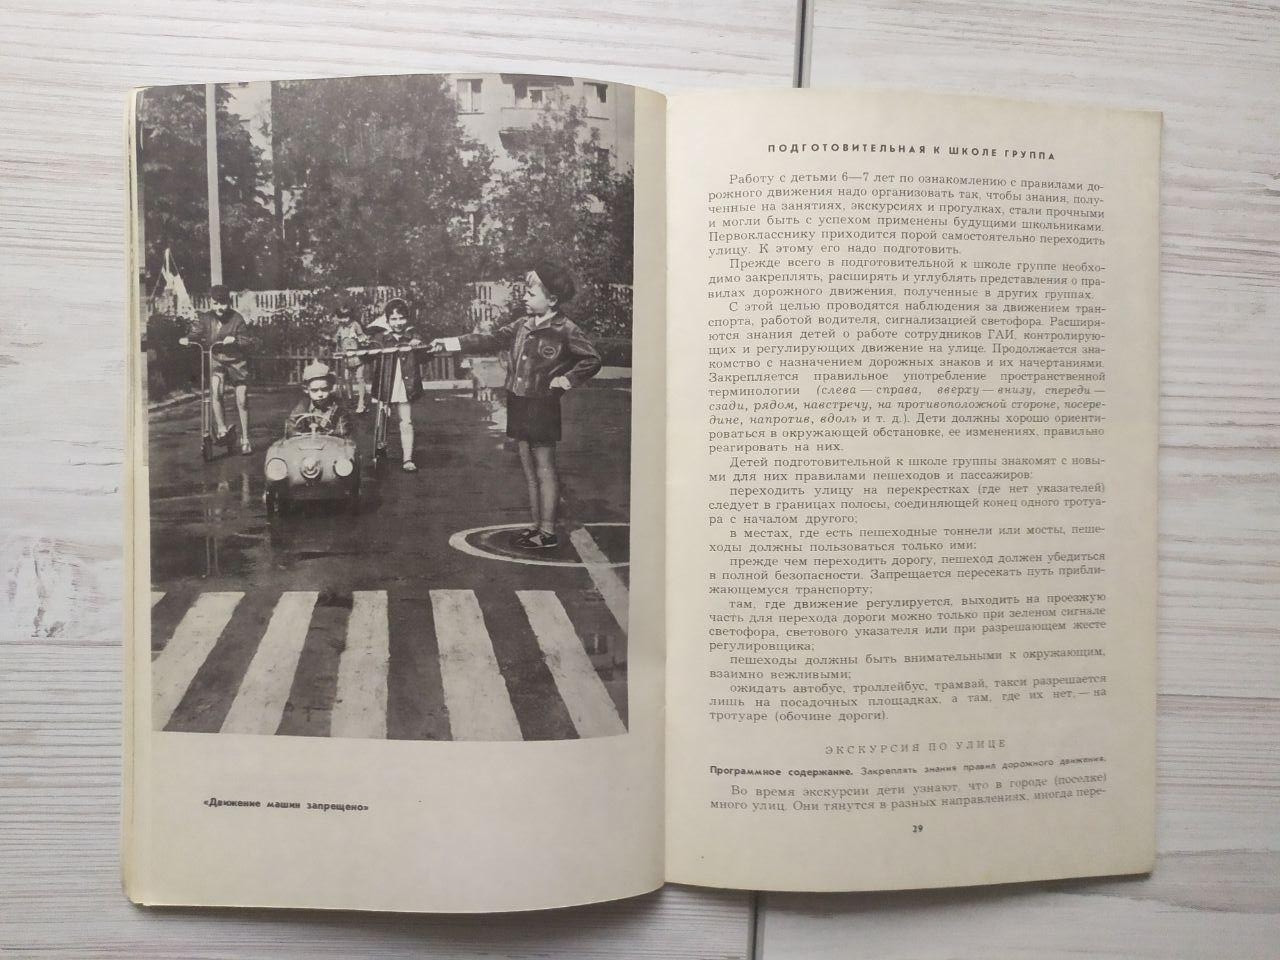 «Движение машин запрещено»
ПОДГОТОВИТЕЛЬНАЯ К ШКОЛЕ ГРУППА
Работу с детьми 6—7 лет по ознакомлению с правилами до-
рожного движения надо организовать так, чтобы знания, полу-
ченные на занятиях, экскурсиях и прогулках, стали прочными
и могли быть с успехом применены будущими школьниками.
Первокласснику приходится порой самостоятельно переходить
улицу. К этому его надо подготовить.
Прежде всего в подготовительной к школе группе необхо-
димо закреплять, расширять и углублять представления о пра-
вилах дорожного движения, полученные в других группах.
С этой целью проводятся наблюдения за движением тран-
спорта, работой водителя, сигнализацией светофора. Расширя-
ются знания детей о работе сотрудников ГАИ, контролирую-
щих и регулирующих движение на улице. Продолжается зна-
комство с назначением дорожных знаков и их начертаниями.
Закрепляется правильное употребление пространственной
терминологии (слева — справа, вверху — внизу, спереди —
сзади, рядом, навстречу, на противоположной стороне, посере-
дине, напротив, вдоль и т. д.). Дети должны хорошо ориенти-
роваться в окружающей обстановке, ее изменениях, правильно
реагировать на них.
Детей подготовительной к школе группы знакомят с новы-
ми для них правилами пешеходов и пассажиров:
переходить улицу на перекрестках (где нет указателей)
следует в границах полосы, соединяющей конец одного тротуа-
ра с началом другого;
в местах, где есть пешеходные тоннели или мосты, пеше-
ходы должны пользоваться только ими;
прежде чем переходить дорогу, пешеход должен убедиться
в полной безопасности. Запрещается пересекать путь прибли-
жающемуся транспорту;
там, где движение регулируется, выходить на проезжую
часть для перехода дороги можно только при зеленом сигнале
светофора, светового указателя или при разрешающем жесте
регулировщика;
пешеходы должны быть внимательными к окружающим,
взаимно вежливыми;
ожидать автобус, троллейбус, трамвай, такси разрешается
лишь на посадочных площадках, а там, где их нет, — на
тротуаре (обочине дороги).
ЭКСКУРСИЯ ПО УЛИЦЕ
Программное содержание. Закреплять знания правил дорожного движения.
Во время экскурсии дети узнают, что в городе (поселке)
много улиц. Они тянутся в разных направлениях, иногда пере-
29